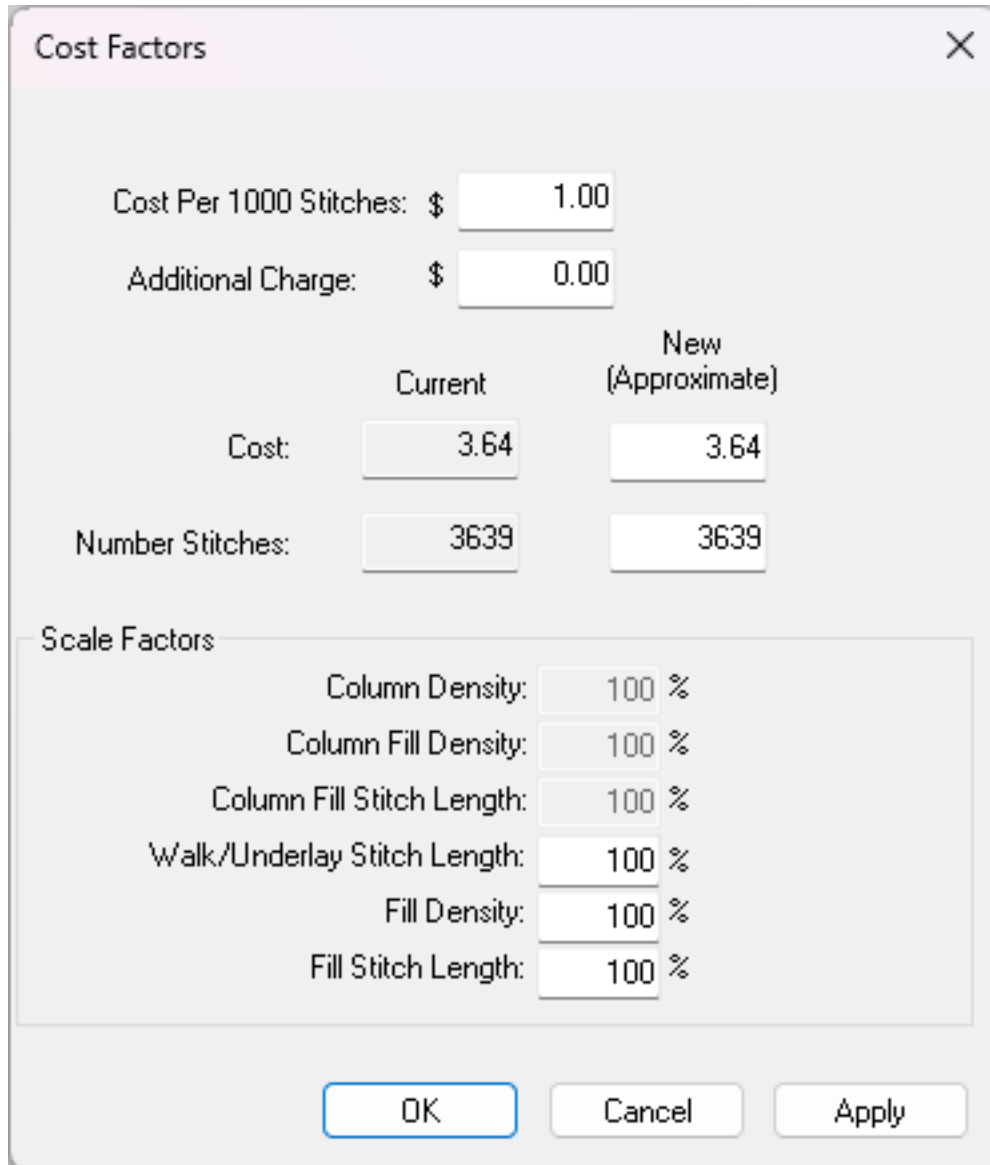 Cost Factors
Cost Per 1000 Stitches: $ 1.00
Additional Charge: $ 0.00
Current New (Approximate)
Cost: 3.64 3.64
Number Stitches: 3639 3639
Scale Factors
Column Density: 100 %
Column Fill Density: 100 %
Column Fill Stitch Length: 100 %
Walk/Underlay Stitch Length: 100 %
Fill Density: 100 %
Fill Stitch Length: 100 %
OK Cancel Apply